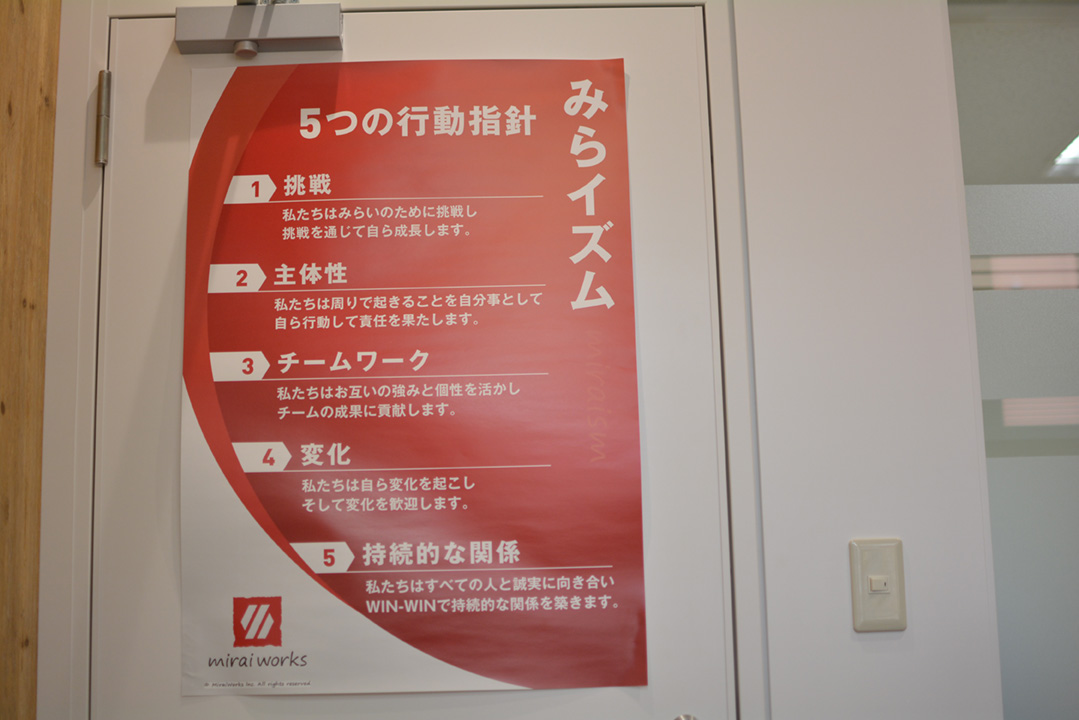 みらイズム
miraism
5つの行動指針
1 挑戦
私たちはみらいのために挑戦し
挑戦を通じて自ら成長します。
2 主体性
私たちは周りで起きることを自分事として
自ら行動して責任を果たします。
3 チームワーク
私たちはお互いの強みと個性を活かし
チームの成果に貢献します。
4 変化
私たちは自ら変化を起こし
そして変化を歓迎します。
5 持続的な関係
私たちはすべての人と誠実に向き合い
WIN-WINで持続的な関係を築きます。
mirai works
© Miraiworks Inc. All rights reserved